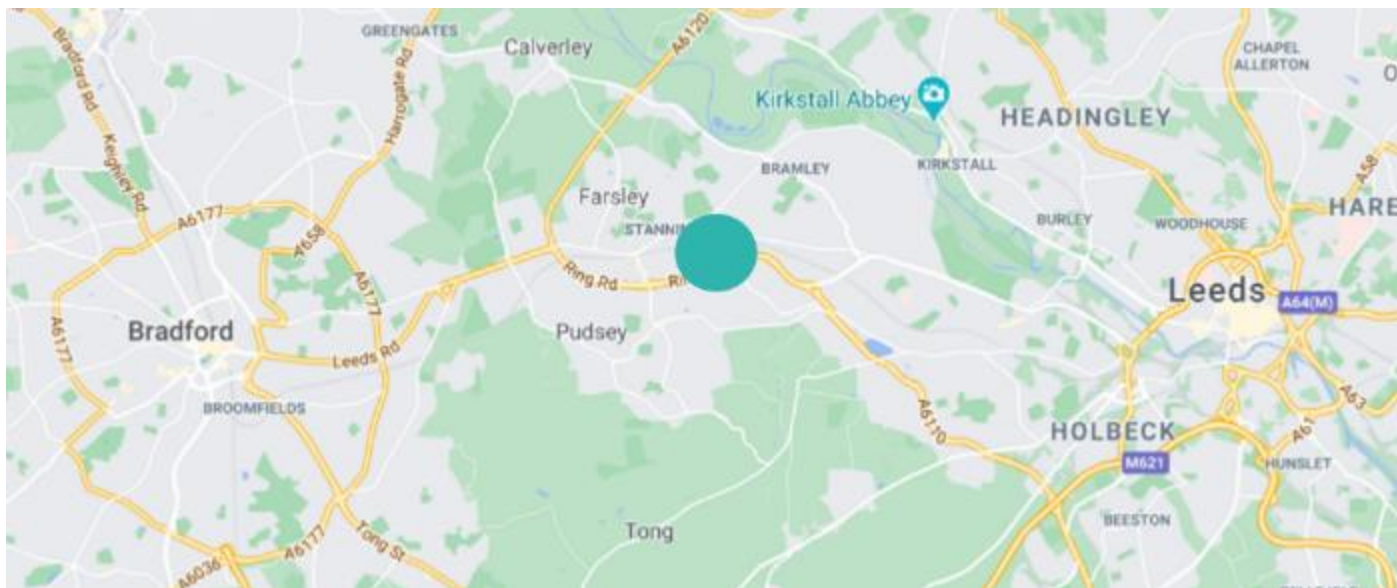 GREENGATES
Calverley
A6120
CHAPEL
ALLERTON
Bradford Rd
Harrogate Rd
Kirkstall Abbey
HEADINGLEY
Keighley Rd
BRAMLEY
KIRKSTALL
A58
Farsley
HARE
A6177
STANNIN
BURLEY
WOODHOUSE
A658
A6177
Ring Rd
Leeds
A64(M)
Bradford
Pudsey
A6177
Leeds Rd
A63
BROOMFIELDS
A6110
HOLBECK
A61
M621
HUNSLET
Tong
BEESTON
Tong St
A6177
A6036